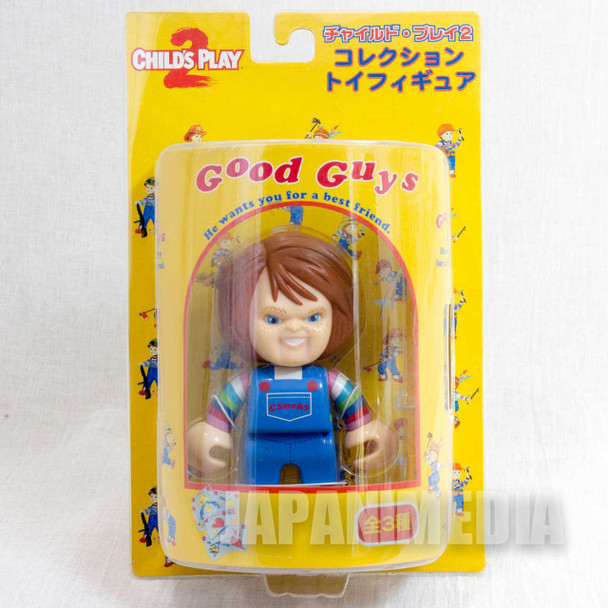 CHILD'S PLAY
2
チャイルド・プレイ2
コレクション
トイフィギュア
Good Guys
He wants you for a best friend.
Chucky
全3種
JAPANIMEDIA